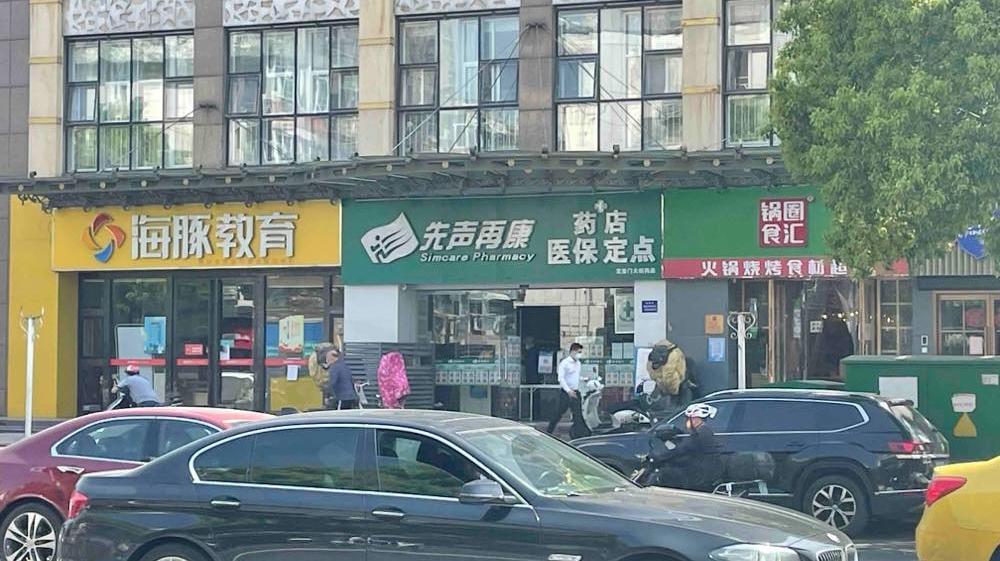 海豚教育
先声再康
Simcare Pharmacy
药店
医保定点
锅圈
食汇
火锅烧烤食材超